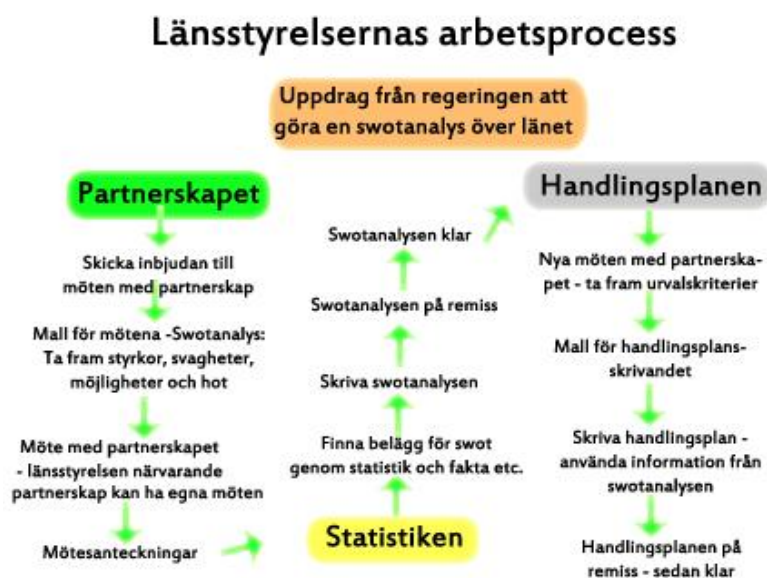 Länsstyrelsernas arbetsprocess
Uppdrag från regeringen att
göra en swotanalys över länet
Partnerskapet
Skicka inbjudan till
möten med partnerskap
Mall för mötena -Swotanalys:
Ta fram styrkor, svagheter,
möjligheter och hot
Möte med partnerskapet
- länsstyrelsen närvarande
partnerskap kan ha egna möten
Mötesanteckningar
Statistiken
Finna belägg för swot
genom statistik och fakta etc.
Skriva swotanalysen
Swotanalysen på remiss
Swotanalysen klar
Handlingsplanen
Nya möten med partnerska-
pet - ta fram urvalskriterier
Mall för handlingsplans-
skrivandet
Skriva handlingsplan -
använda information från
swotanalysen
Handlingsplanen på
remiss - sedan klar